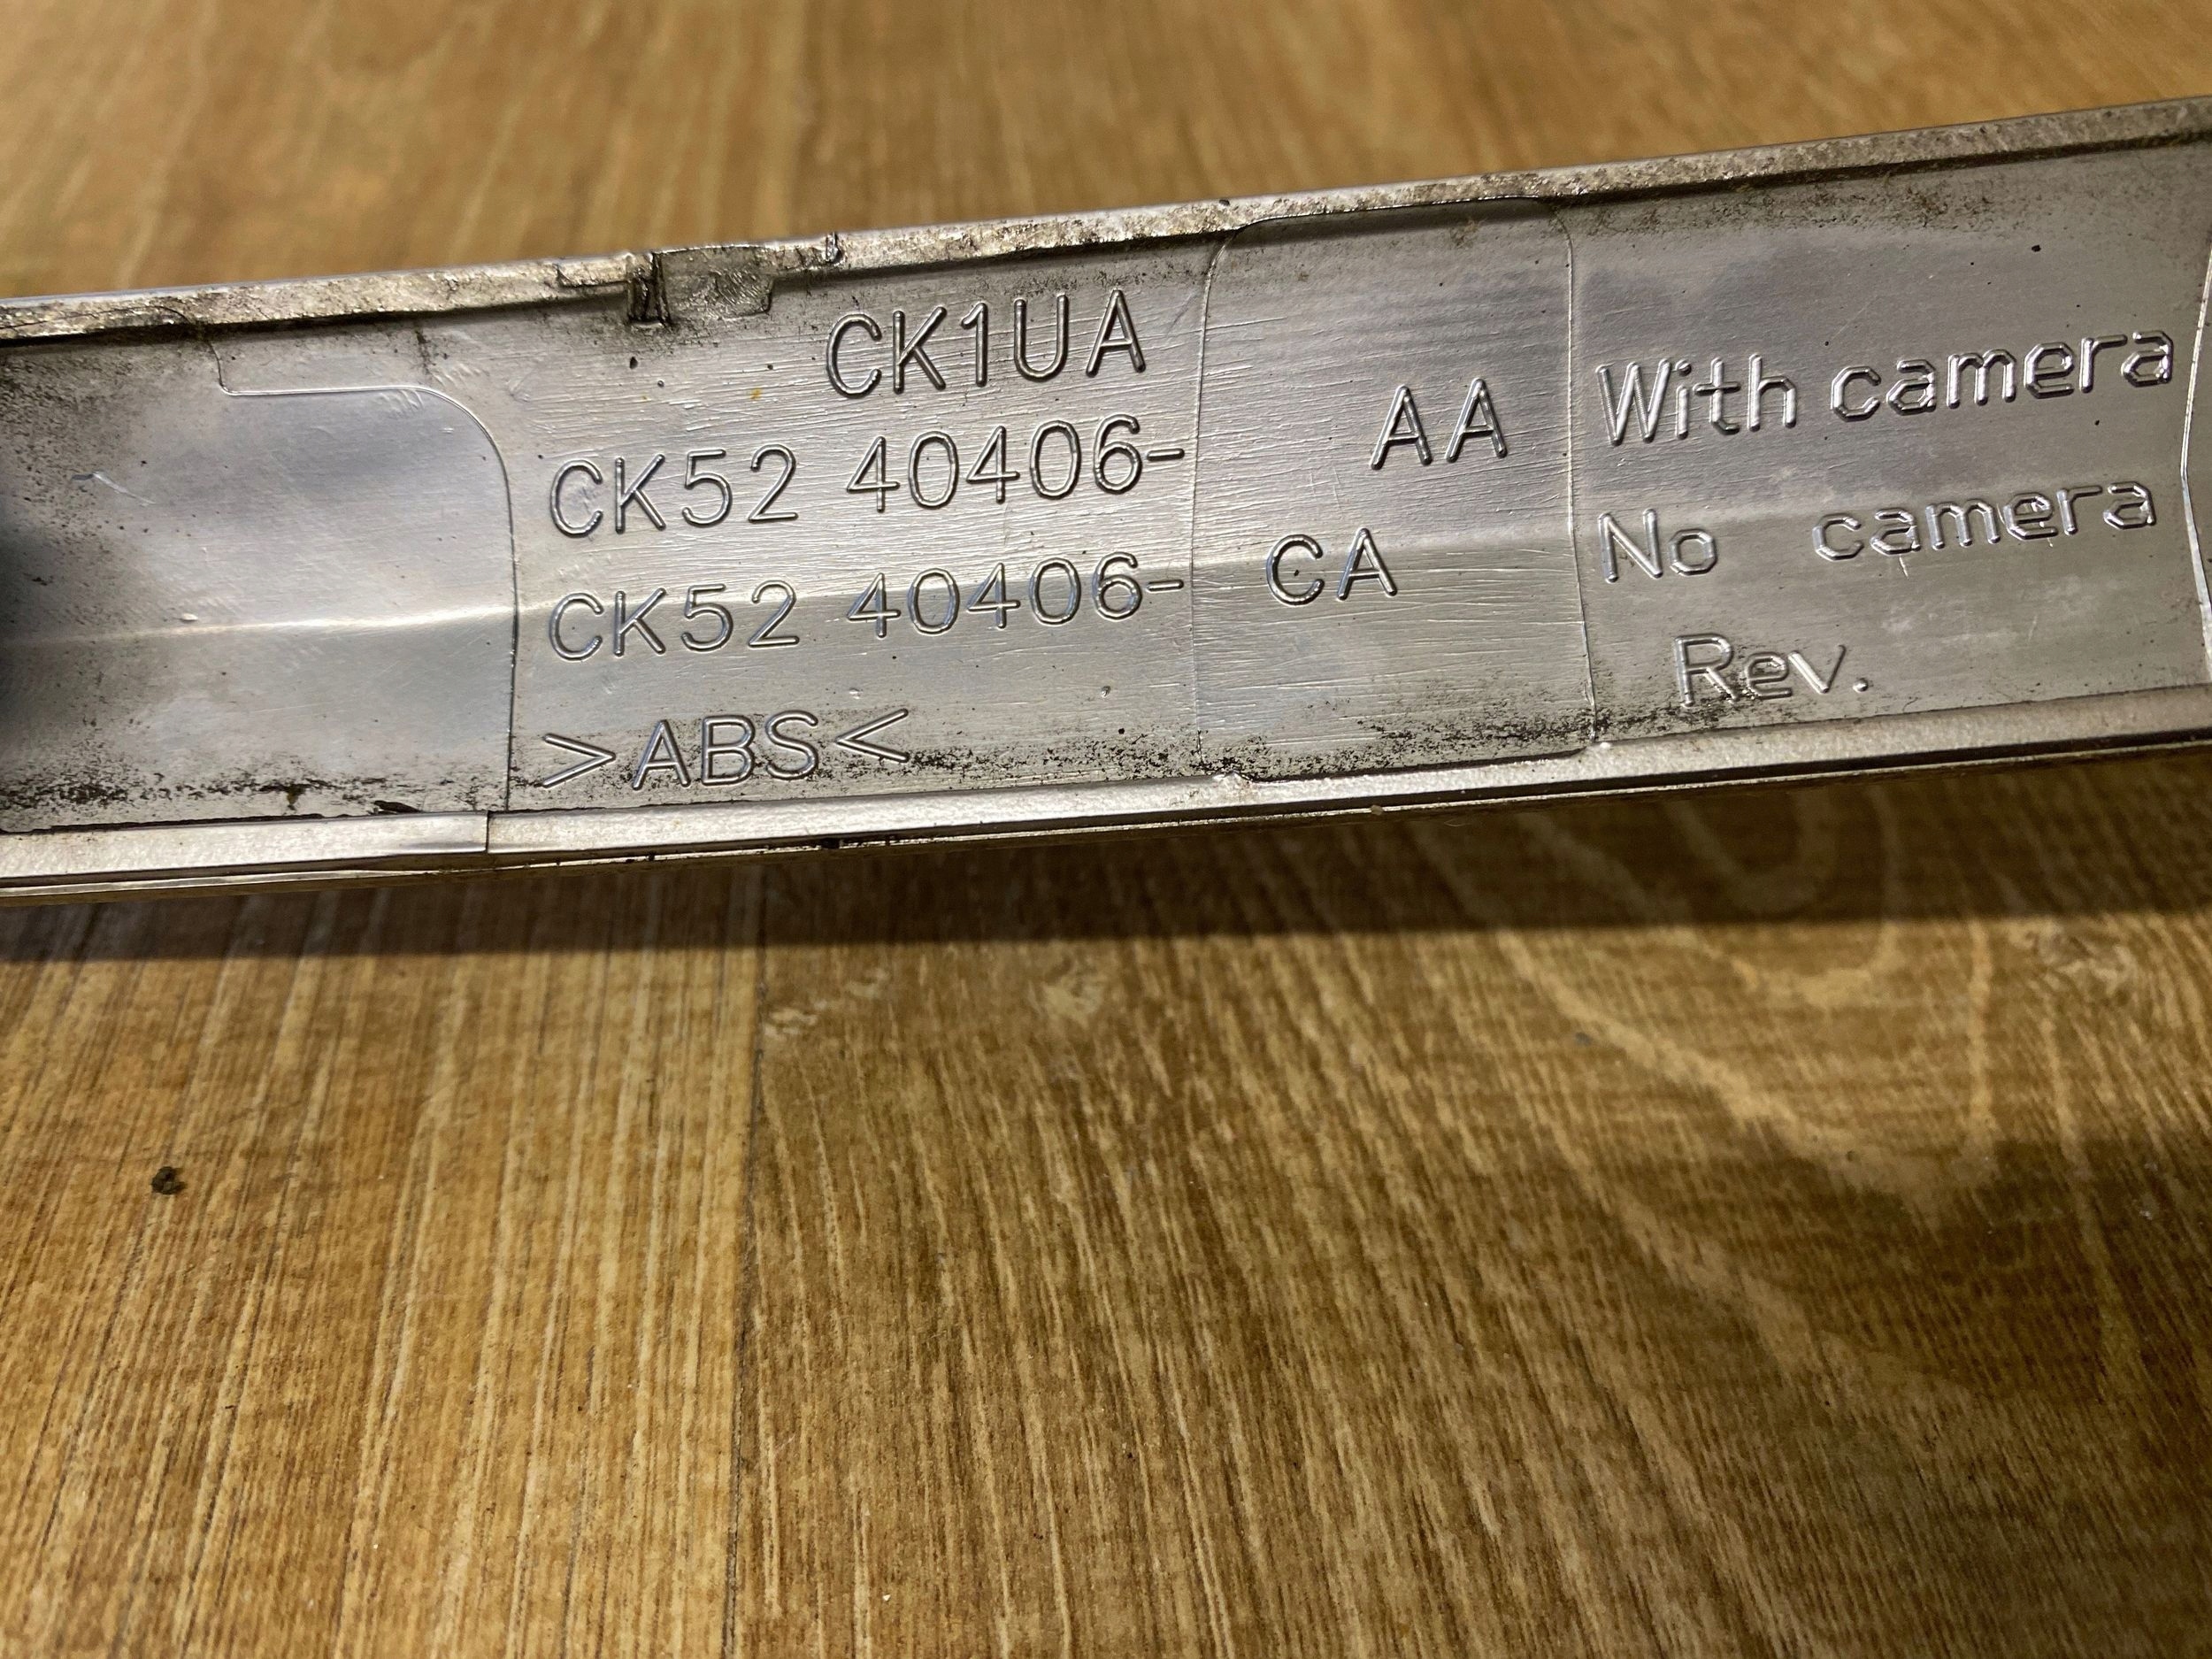 CK1UA
CK52 40406- AA With camera
CK52 40406- CA No camera
Rev.
>ABS<